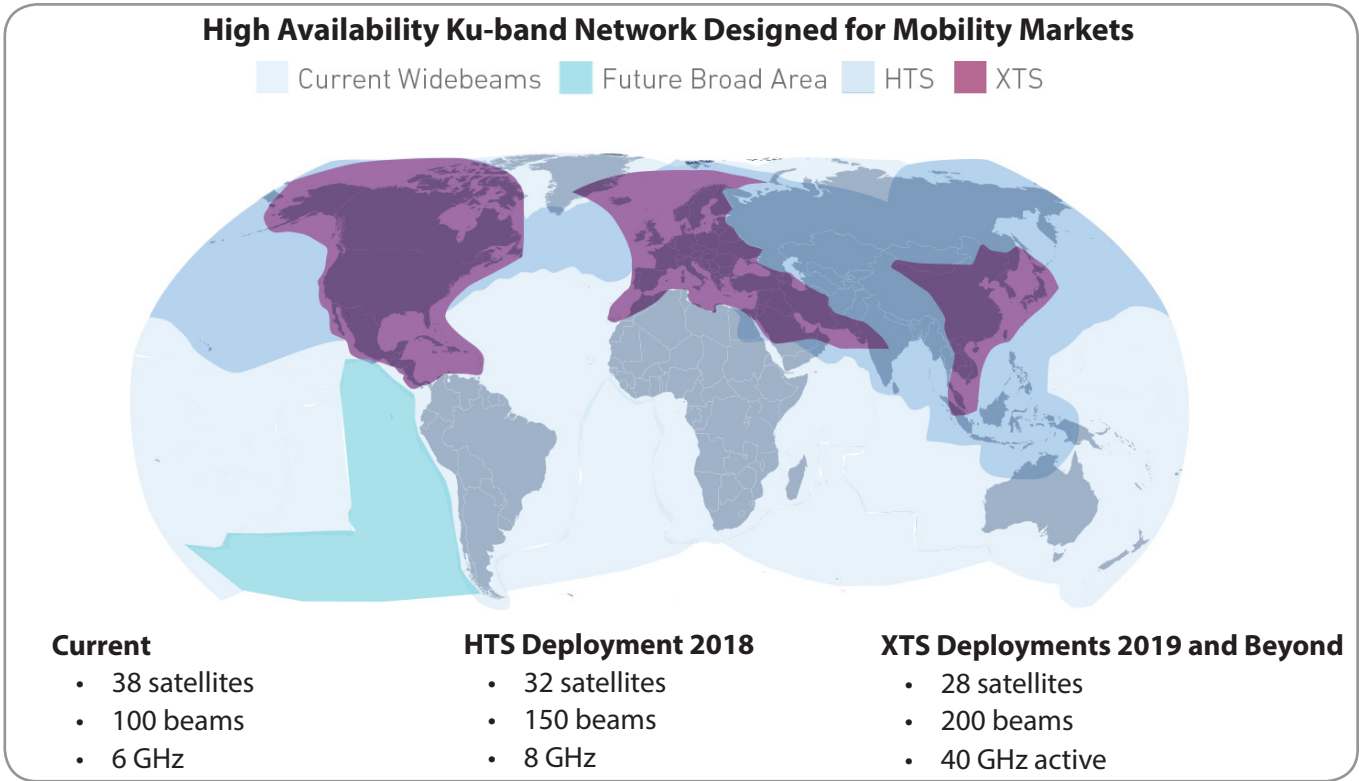 High Availability Ku-band Network Designed for Mobility Markets
Current Widebeams Future Broad Area HTS XTS
Current
• 38 satellites
• 100 beams
• 6 GHz
HTS Deployment 2018
• 32 satellites
• 150 beams
• 8 GHz
XTS Deployments 2019 and Beyond
• 28 satellites
• 200 beams
• 40 GHz active